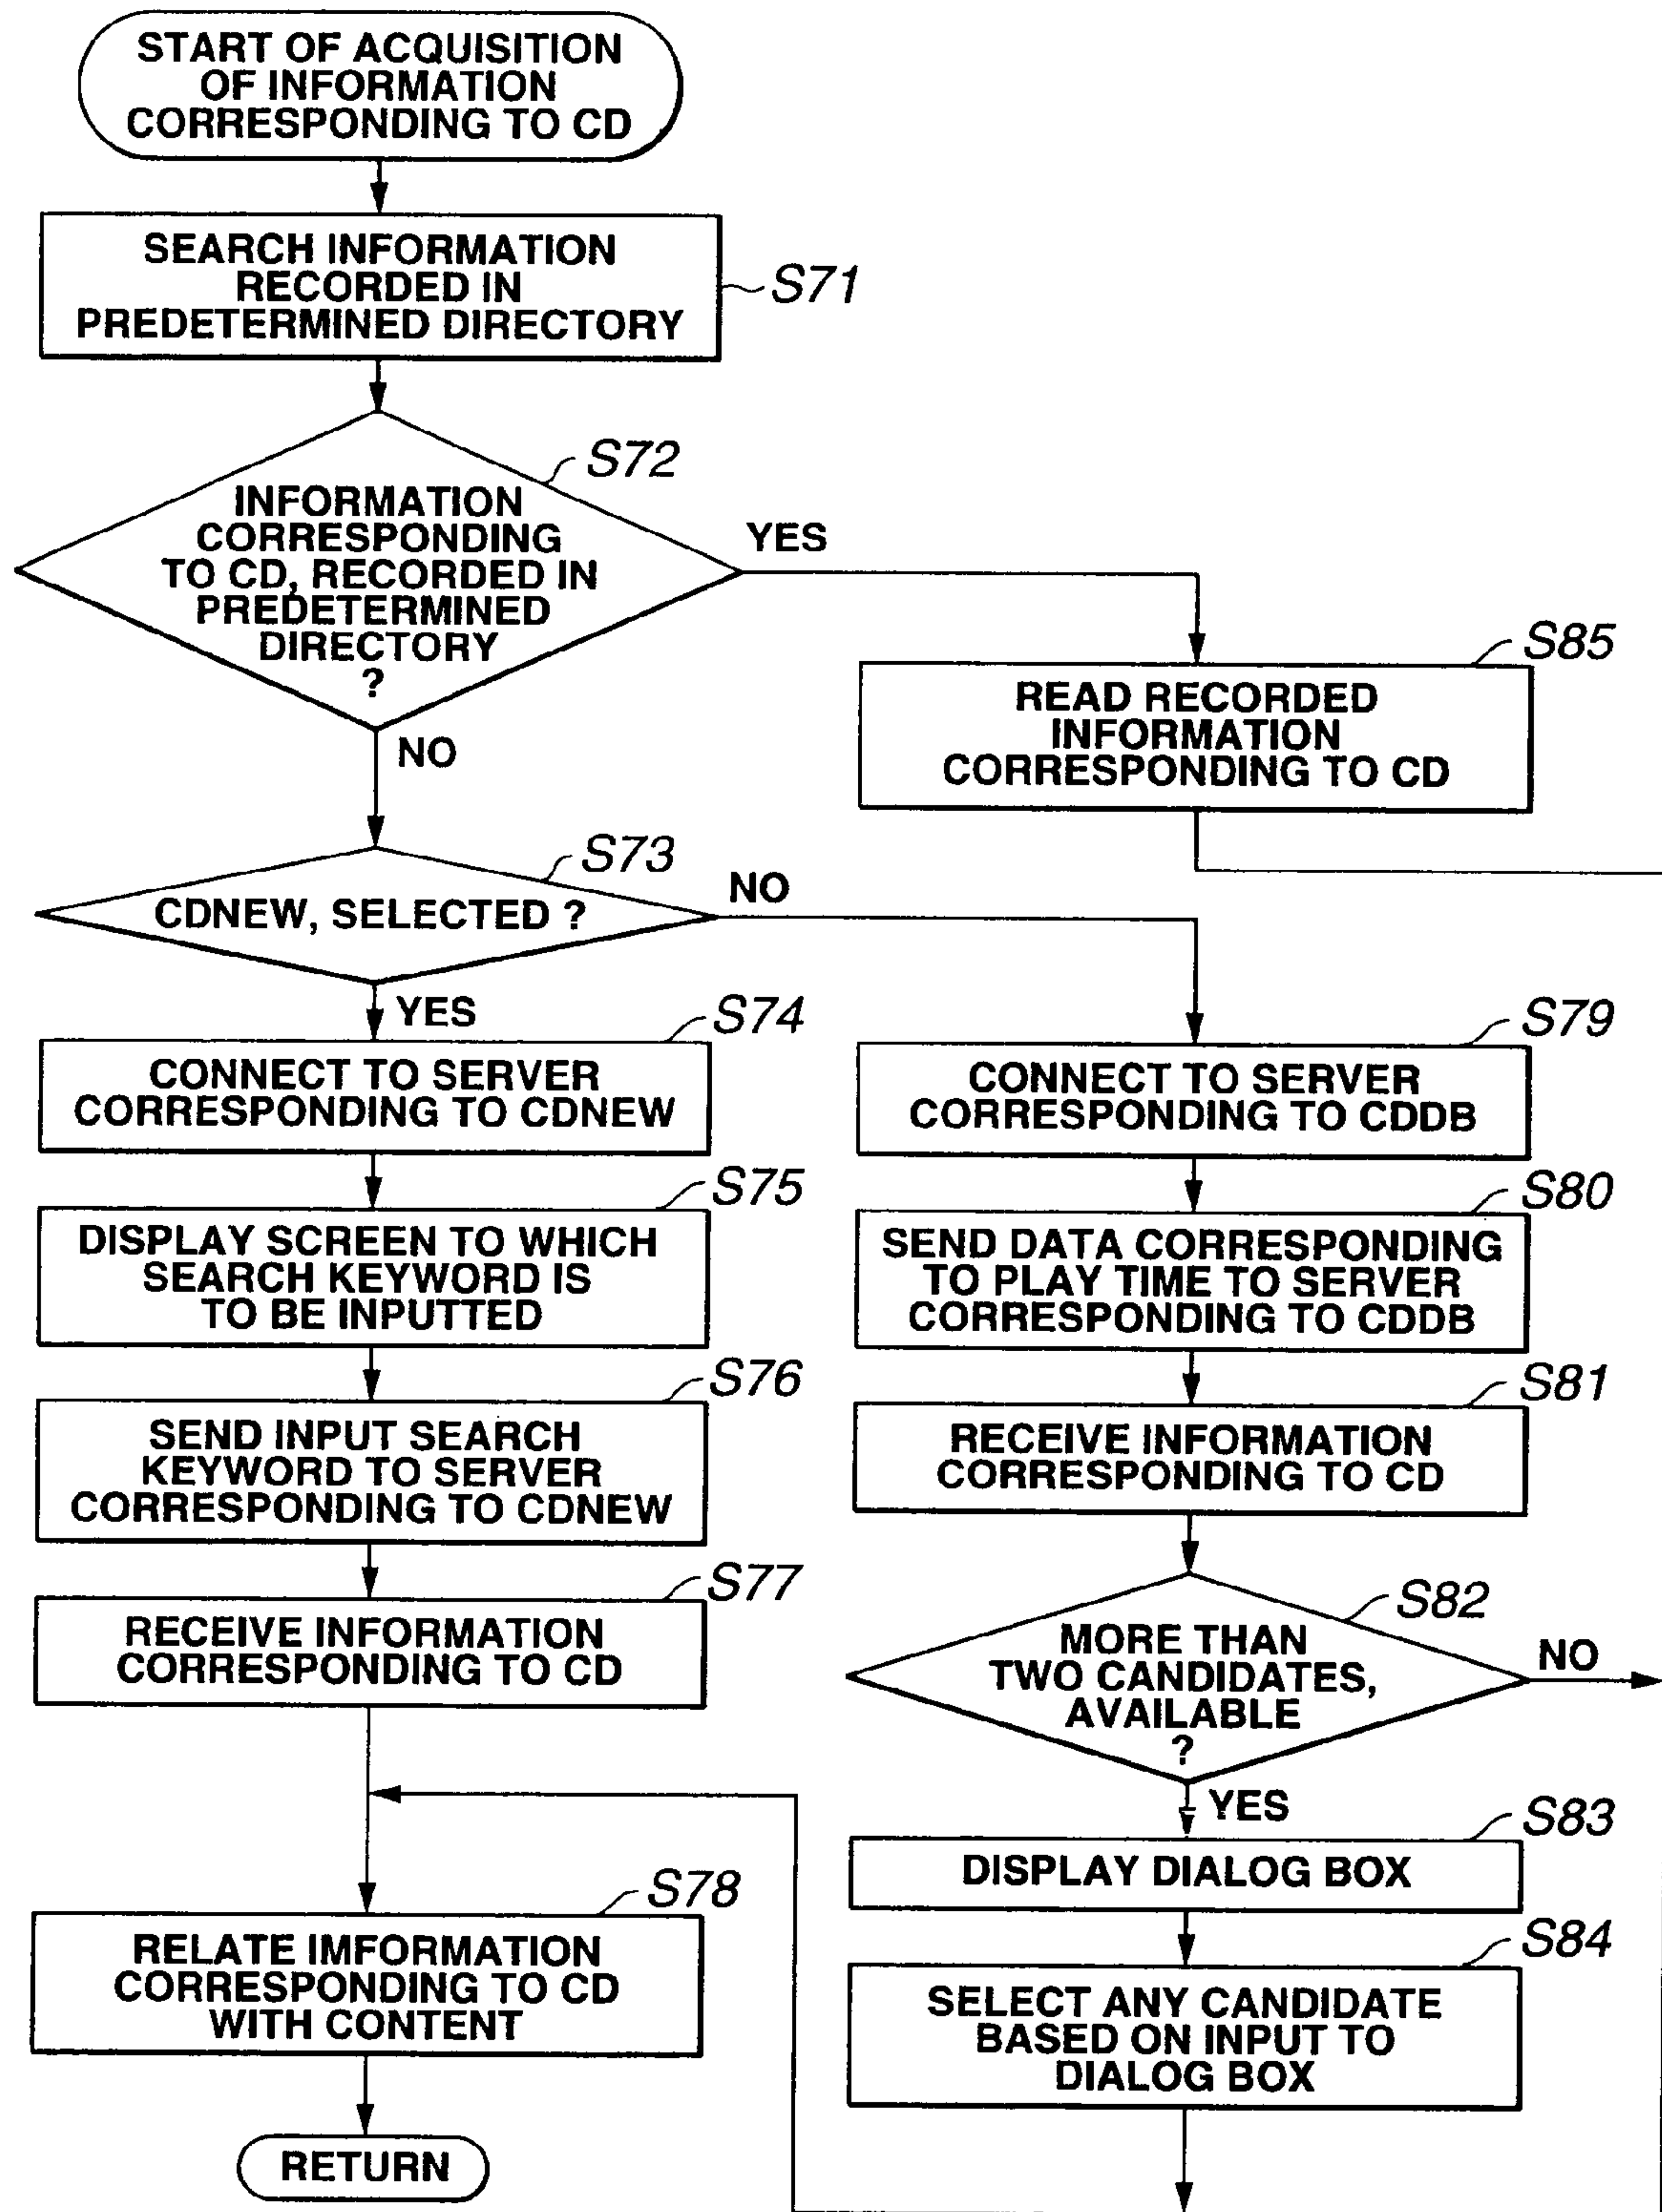 START OF ACQUISITION
OF INFORMATION
CORRESPONDING TO CD
SEARCH INFORMATION
RECORDED IN
PREDETERMINED DIRECTORY
S71
S72
INFORMATION
CORRESPONDING
TO CD, RECORDED IN
PREDETERMINED
DIRECTORY
?
YES
NO
S85
READ RECORDED
INFORMATION
CORRESPONDING TO CD
S73
CDNEW, SELECTED ?
NO
YES
S74
CONNECT TO SERVER
CORRESPONDING TO CDNEW
S75
DISPLAY SCREEN TO WHICH
SEARCH KEYWORD IS
TO BE INPUTTED
S76
SEND INPUT SEARCH
KEYWORD TO SERVER
CORRESPONDING TO CDNEW
S77
RECEIVE INFORMATION
CORRESPONDING TO CD
S78
RELATE IMFORMATION
CORRESPONDING TO CD
WITH CONTENT
RETURN
S79
CONNECT TO SERVER
CORRESPONDING TO CDDB
S80
SEND DATA CORRESPONDING
TO PLAY TIME TO SERVER
CORRESPONDING TO CDDB
S81
RECEIVE INFORMATION
CORRESPONDING TO CD
S82
MORE THAN
TWO CANDIDATES,
AVAILABLE
?
NO
YES
S83
DISPLAY DIALOG BOX
S84
SELECT ANY CANDIDATE
BASED ON INPUT TO
DIALOG BOX